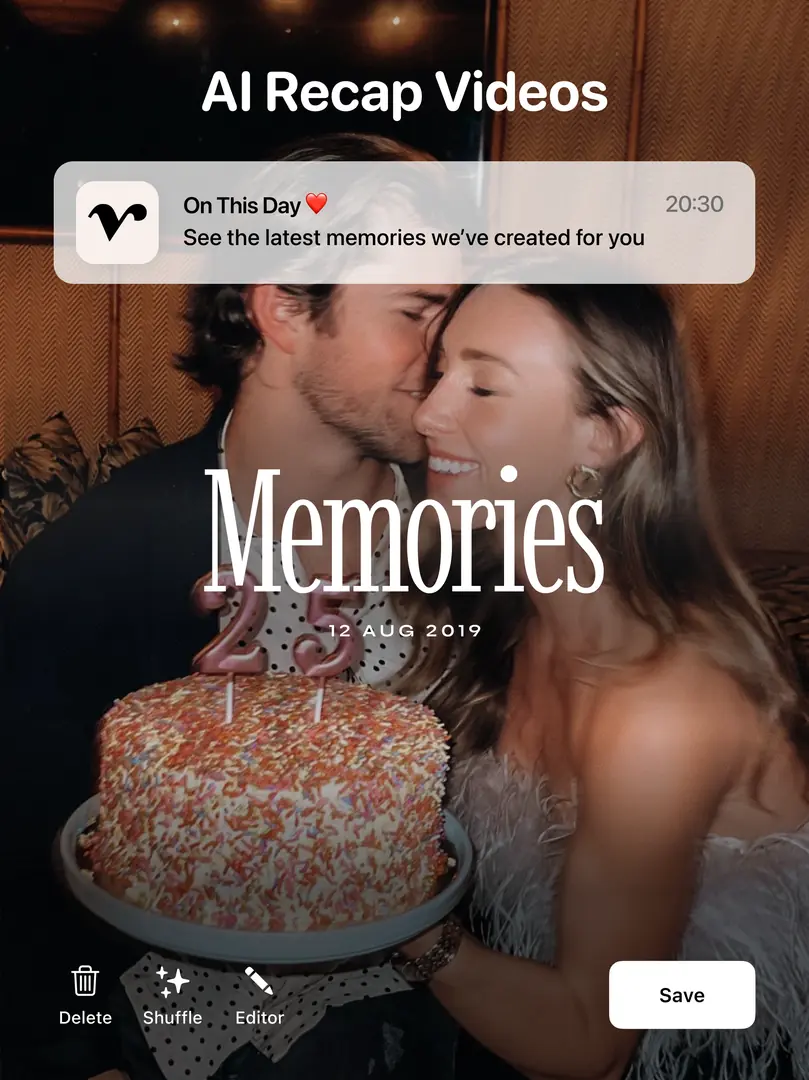 AI Recap Videos
On This Day ❤️ 20:30
See the latest memories we’ve created for you
Memories
25
12 AUG 2019
Delete Shuffle Editor Save